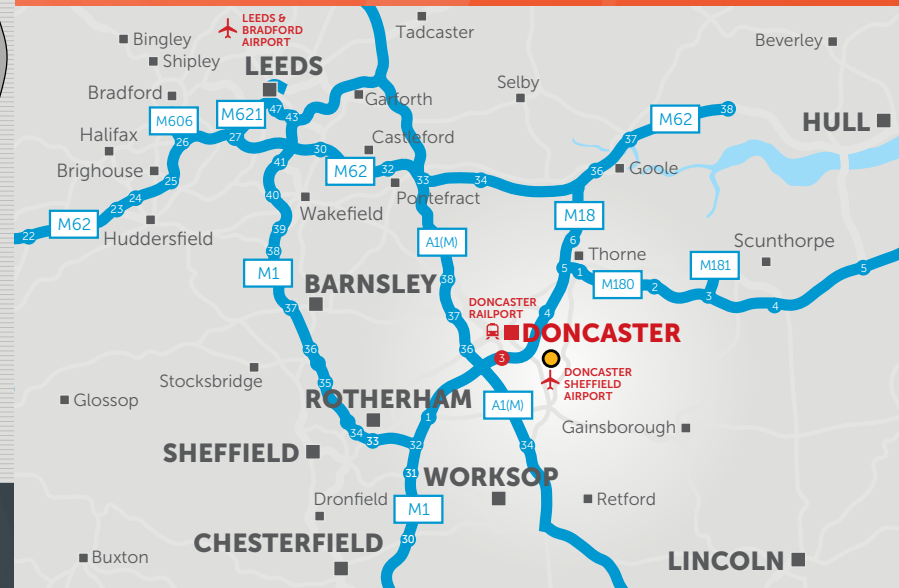 LEEDS &
BRADFORD
AIRPORT
Tadcaster
Beverley
Bingley
Shipley
LEEDS
Selby
Bradford
Garforth
47
M621
43
M606
38
M62
HULL
26
27
37
Halifax
Castleford
30
41
M62
32
36
Goole
Brighouse
25
33
34
40
Pontefract
24
Wakefield
23
M62
22
Huddersfield
39
M18
A1(M)
6
38
Scunthorpe
Thorne
M1
5
1
M181
5
BARNSLEY
38
M180
2
3
4
37
DONCASTER
RAILPORT
37
4
DONCASTER
36
36
3
Stocksbridge
35
DONCASTER
SHEFFIELD
AIRPORT
Glossop
ROTHERHAM
A1(M)
1
Gainsborough
34
33
32
34
SHEFFIELD
31
WORKSOP
Dronfield
M1
Retford
30
CHESTERFIELD
Buxton
LINCOLN